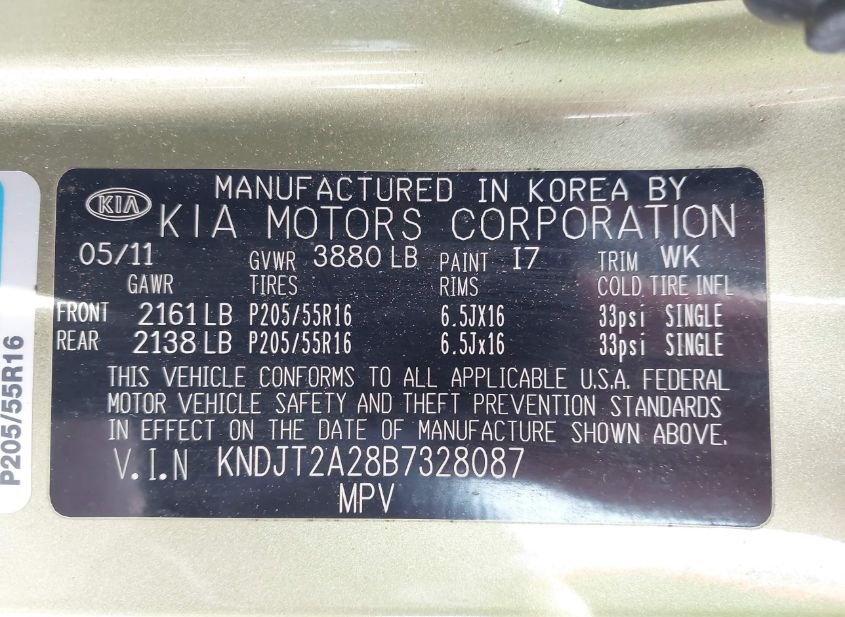 MANUFACTURED IN KOREA BY
KIA KIA MOTORS CORPORATION
05/11 GVWR 3880 LB PAINT I7 TRIM WK
GAWR TIRES RIMS COLD TIRE INFL
FRONT 2161 LB P205/55R16 6.5JX16 33psi SINGLE
REAR 2138 LB P205/55R16 6.5Jx16 33psi SINGLE
THIS VEHICLE CONFORMS TO ALL APPLICABLE U.S.A. FEDERAL
MOTOR VEHICLE SAFETY AND THEFT PREVENTION STANDARDS
IN EFFECT ON THE DATE OF MANUFACTURE SHOWN ABOVE.
V.I.N KNDJT2A28B7328087
MPV
P205/55R16